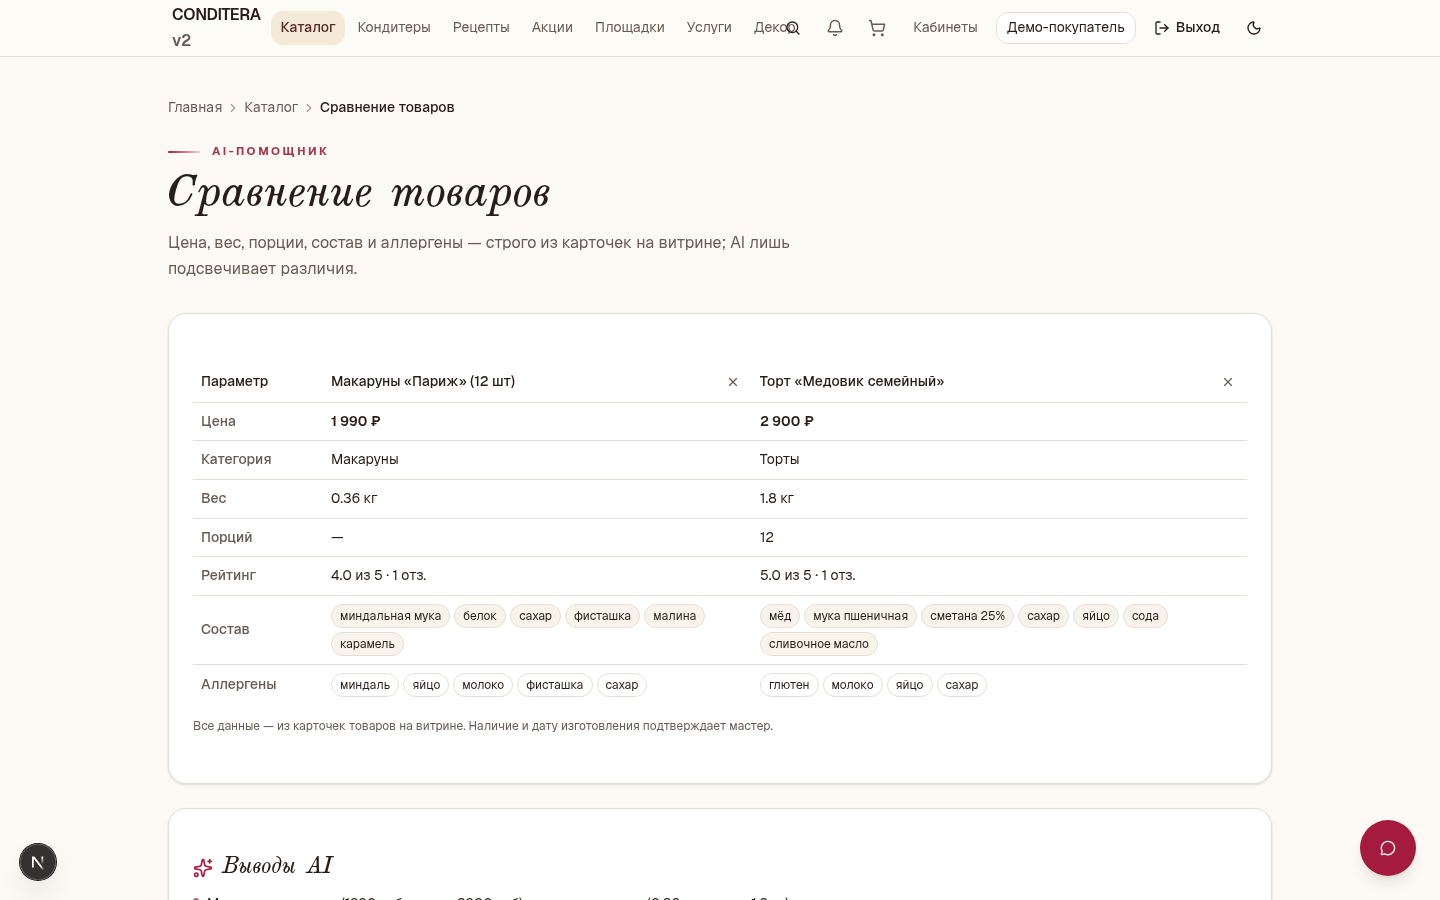 CONDITERA v2
Каталог Кондитеры Рецепты Акции Площадки Услуги Декор Кабинеты Демо-покупатель Выход
Главная > Каталог > Сравнение товаров
AI-ПОМОЩНИК
Сравнение товаров
Цена, вес, порции, состав и аллергены — строго из карточек на витрине; AI лишь
подсвечивает различия.
Параметр Макаруны «Париж» (12 шт) × Торт «Медовик семейный» ×
Цена 1 990 ₽ 2 900 ₽
Категория Макаруны Торты
Вес 0.36 кг 1.8 кг
Порций — 12
Рейтинг 4.0 из 5 · 1 отз. 5.0 из 5 · 1 отз.
Состав миндальная мука белок сахар фисташка малина карамель мёд мука пшеничная сметана 25% сахар яйцо сода сливочное масло
Аллергены миндаль яйцо молоко фисташка сахар глютен молоко яйцо сахар
Все данные — из карточек товаров на витрине. Наличие и дату изготовления подтверждает мастер.
Выводы AI
N